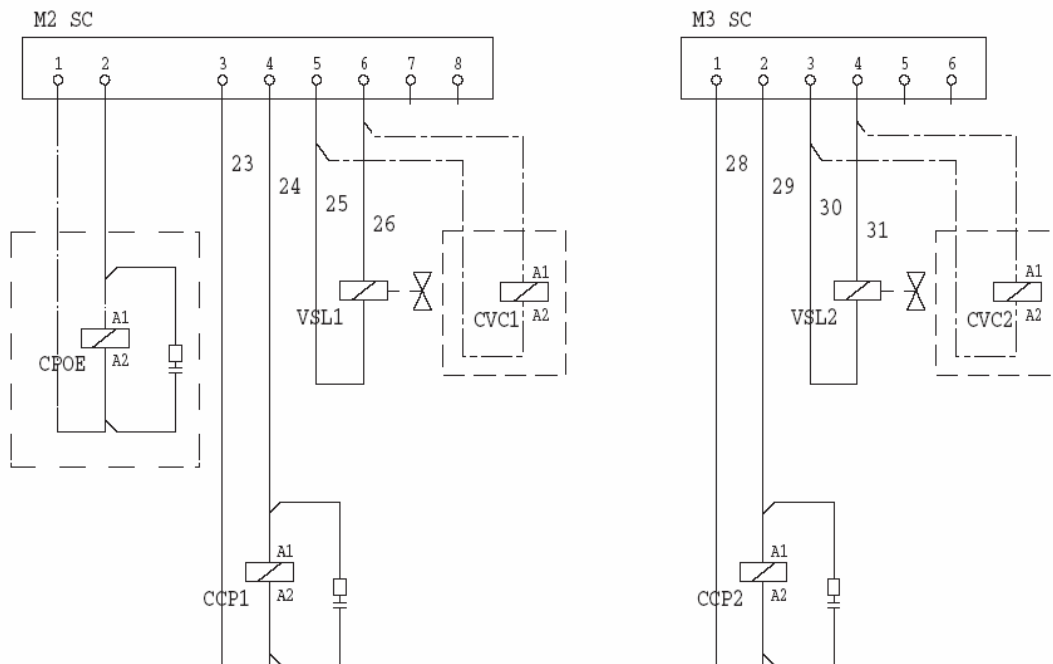 M2 SC
M3 SC
1 2 3 4 5 6 7 8
1 2 3 4 5 6
23
24
25
26
28
29
30
31
A1
CPOE
A2
VSL1
A1
CVC1
A2
VSL2
A1
CVC2
A2
A1
CCP1
A2
A1
CCP2
A2